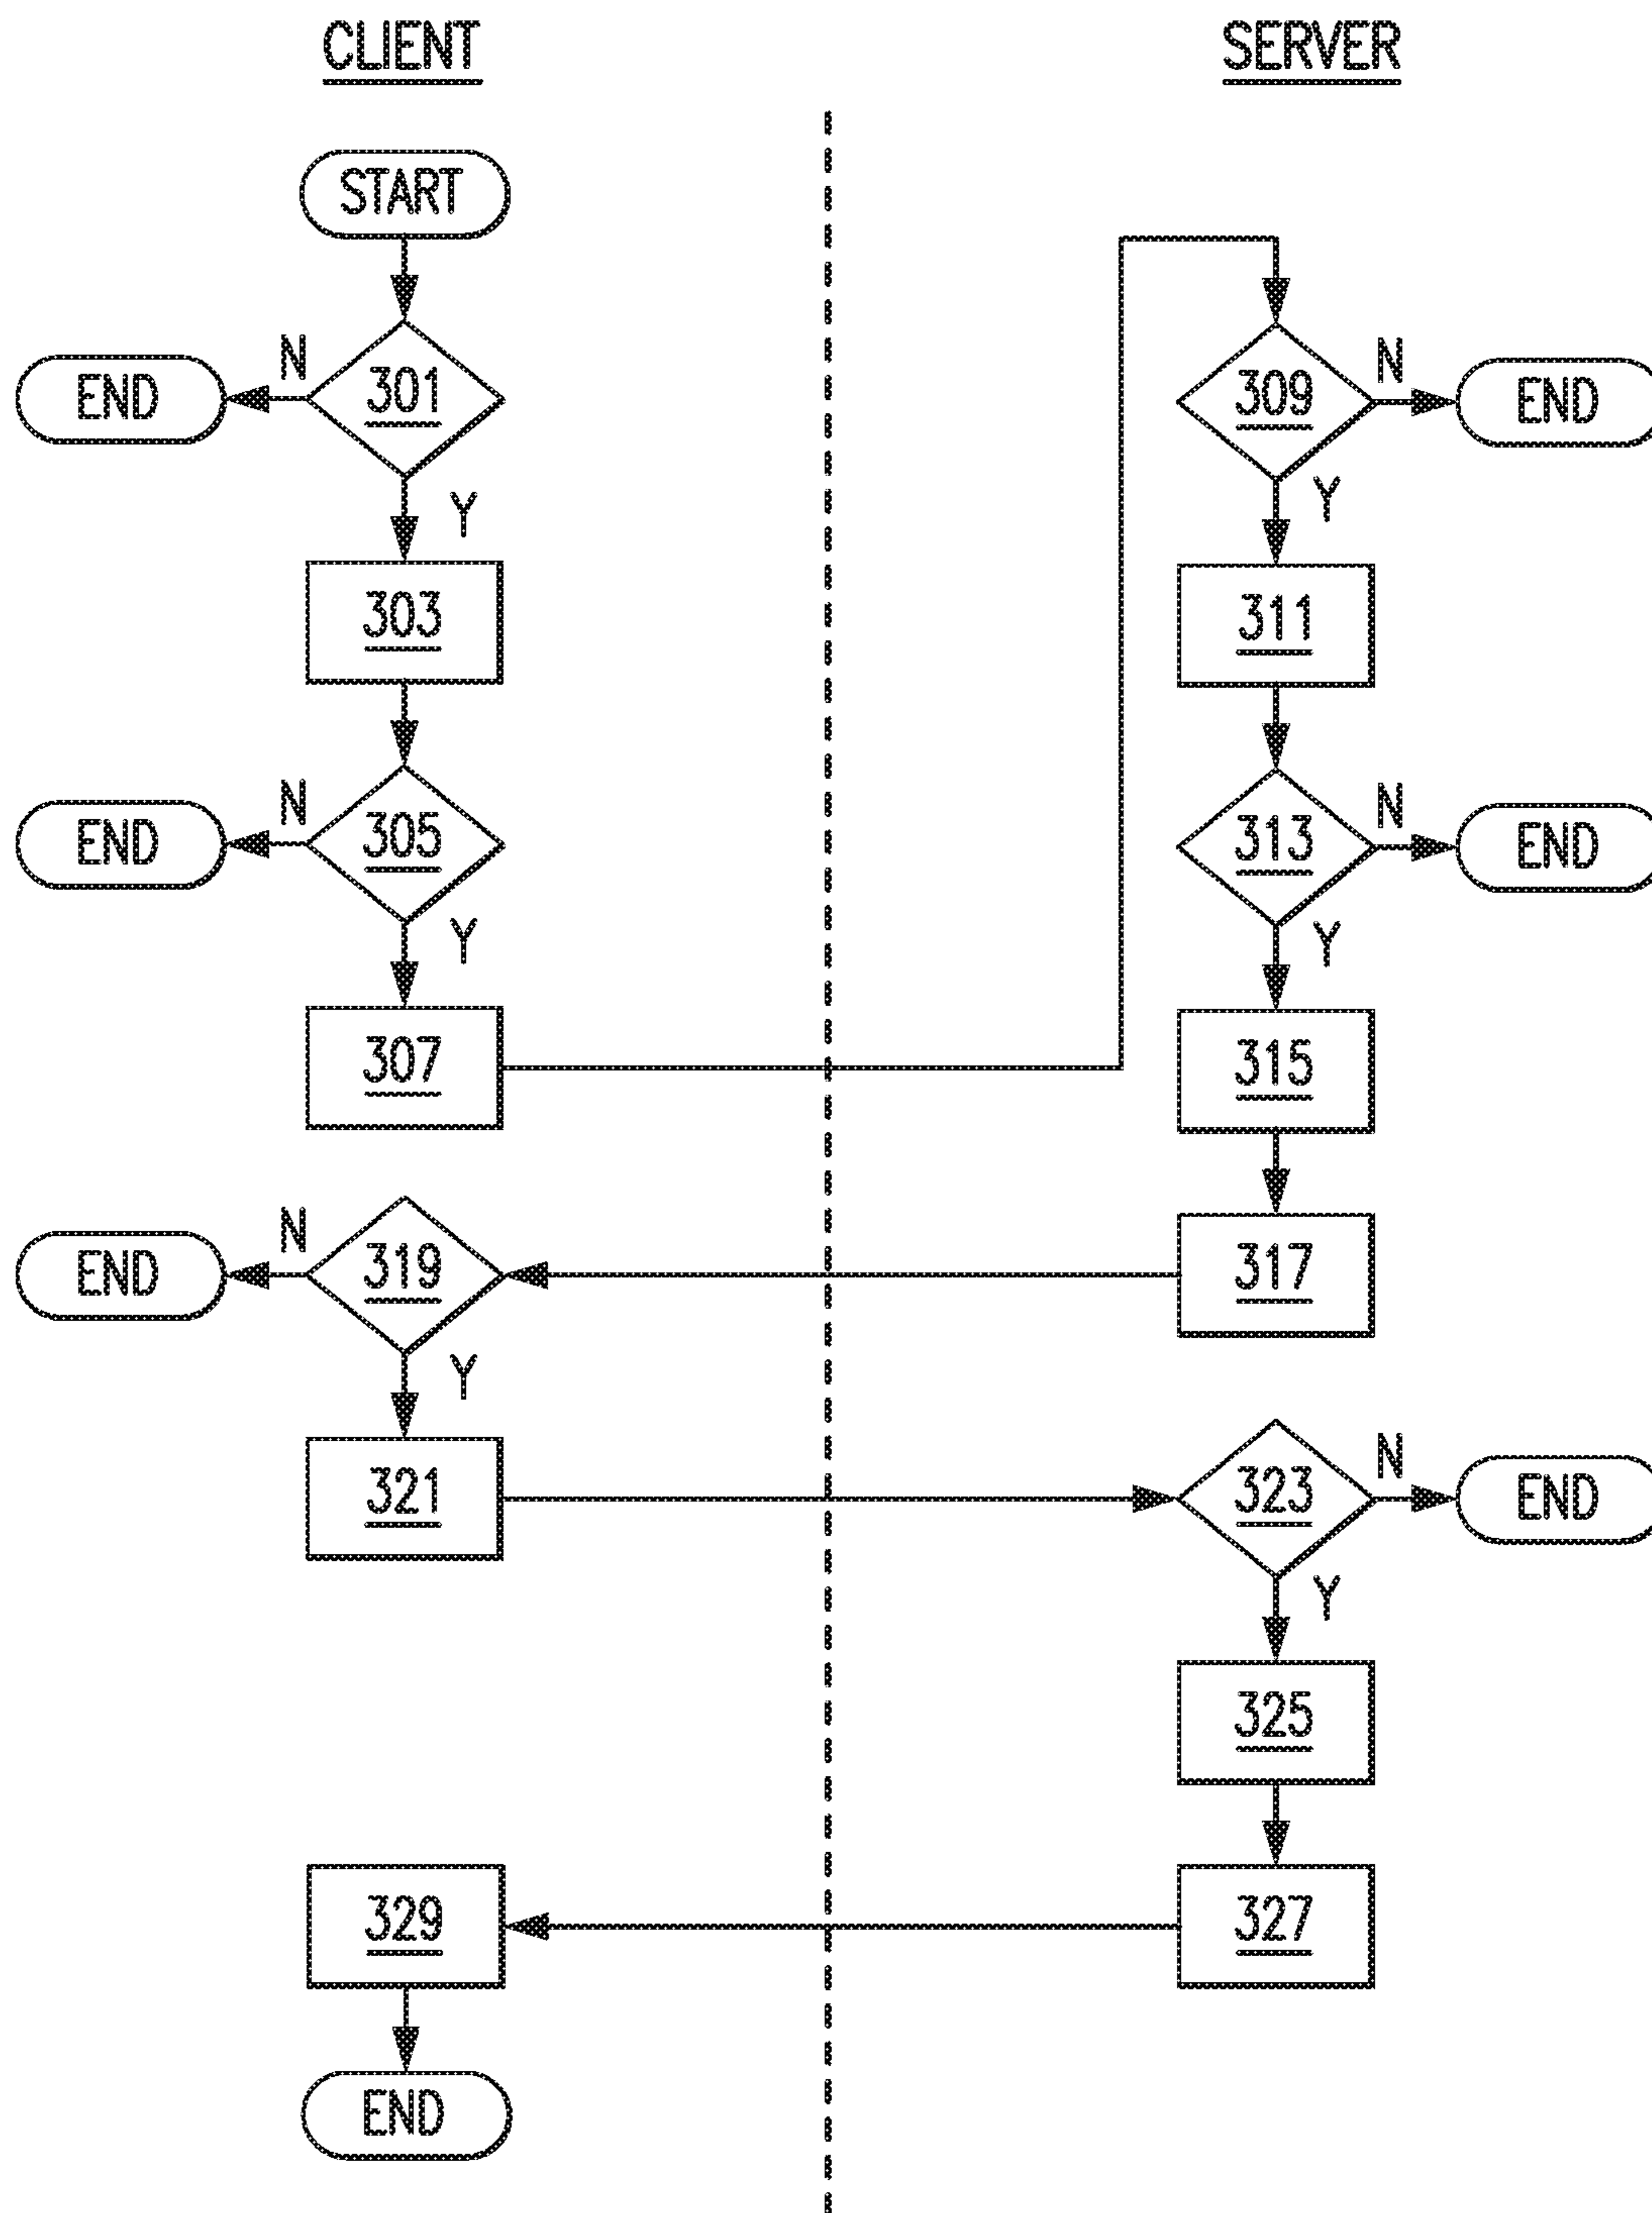 CLIENT
SERVER
START
END
N
301
Y
309
N
END
Y
303
311
END
N
305
Y
313
N
END
Y
307
315
END
N
319
Y
317
321
323
N
END
Y
325
329
327
END